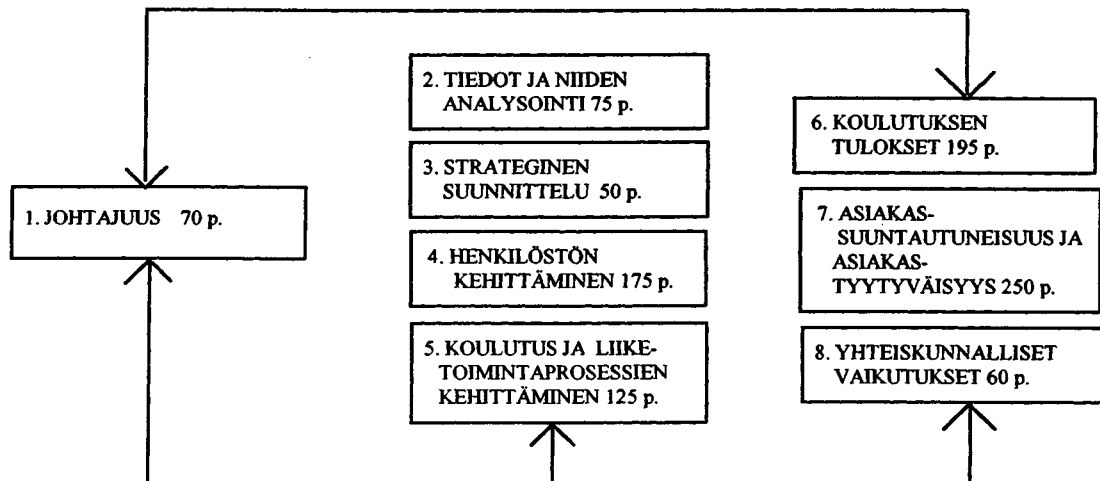 1. JOHTAJUUS 70 p.
2. TIEDOT JA NIIDEN
ANALYSOINTI 75 p.
3. STRATEGINEN
SUUNNITTELU 50 p.
4. HENKILÖSTÖN
KEHITTÄMINEN 175 p.
5. KOULUTUS JA LIIKE-
TOIMINTAPROSESSIEN
KEHITTÄMINEN 125 p.
6. KOULUTUKSEN
TULOKSET 195 p.
7. ASIAKAS-
SUUNTAUTUNEISUUS JA
ASIAKAS-
TYYTYVÄISYYS 250 p.
8. YHTEISKUNNALLISET
VAIKUTUKSET 60 p.